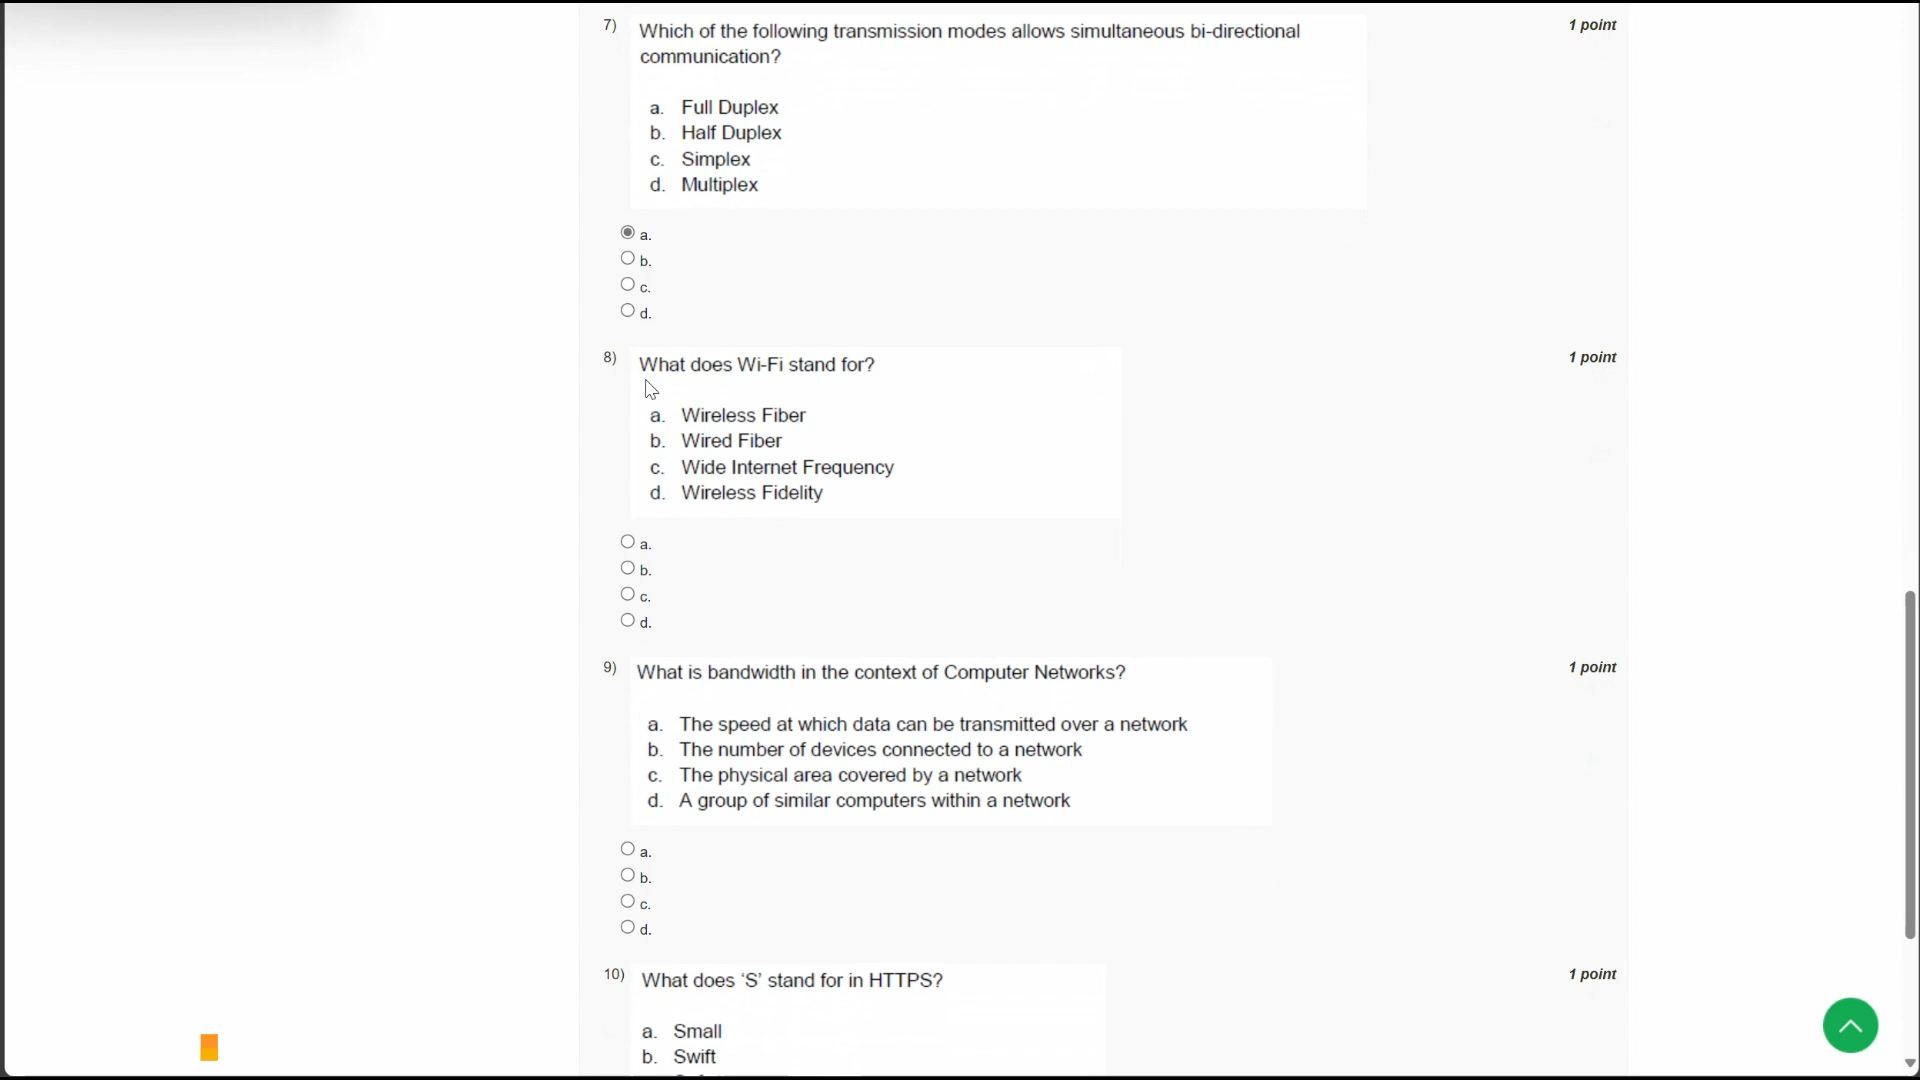 7) Which of the following transmission modes allows simultaneous bi-directional 1 point
communication?
a. Full Duplex
b. Half Duplex
c. Simplex
d. Multiplex
a.
b.
c.
d.
8) What does Wi-Fi stand for? 1 point
a. Wireless Fiber
b. Wired Fiber
c. Wide Internet Frequency
d. Wireless Fidelity
a.
b.
c.
d.
9) What is bandwidth in the context of Computer Networks? 1 point
a. The speed at which data can be transmitted over a network
b. The number of devices connected to a network
c. The physical area covered by a network
d. A group of similar computers within a network
a.
b.
c.
d.
10) What does ‘S’ stand for in HTTPS? 1 point
a. Small
b. Swift